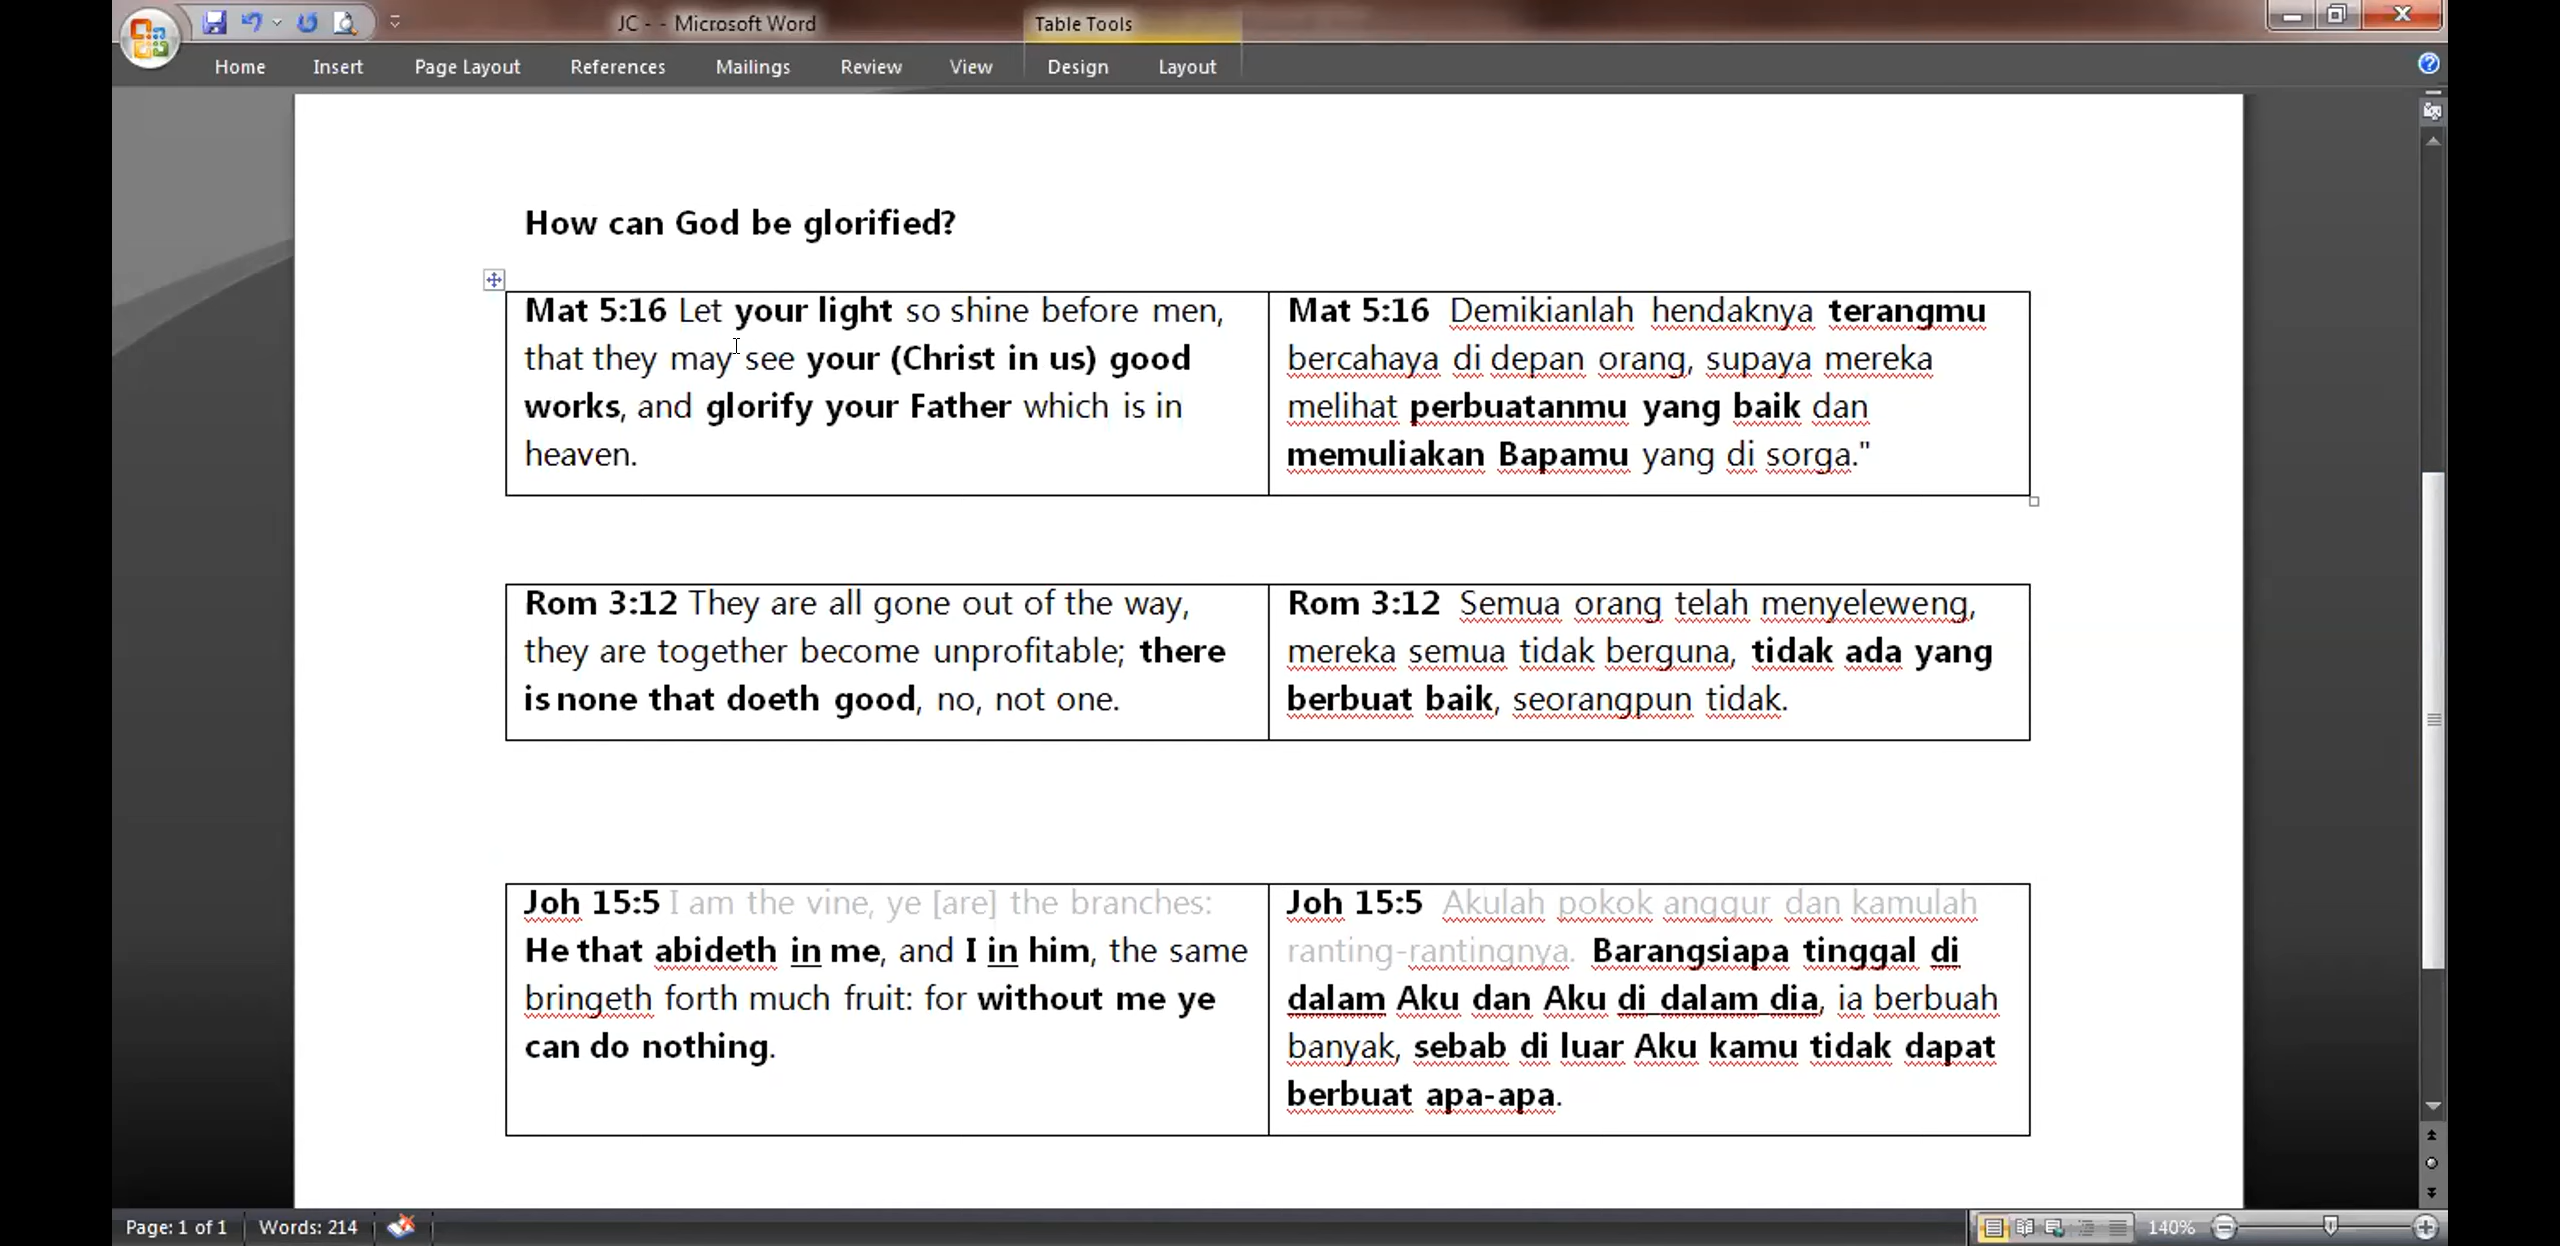 JC - - Microsoft Word
Table Tools
Home Insert Page Layout References Mailings Review View Design Layout
How can God be glorified?
Mat 5:16 Let your light so shine before men,
that they may see your (Christ in us) good
works, and glorify your Father which is in
heaven.
Mat 5:16 Demikianlah hendaknya terangmu
bercahaya di depan orang, supaya mereka
melihat perbuatanmu yang baik dan
memuliakan Bapamu yang di sorga."
Rom 3:12 They are all gone out of the way,
they are together become unprofitable; there
is none that doeth good, no, not one.
Rom 3:12 Semua orang telah menyeleweng,
mereka semua tidak berguna, tidak ada yang
berbuat baik, seorangpun tidak.
Joh 15:5 I am the vine, ye [are] the branches:
He that abideth in me, and I in him, the same
bringeth forth much fruit: for without me ye
can do nothing.
Joh 15:5 Akulah pokok anggur dan kamulah
ranting-rantingnya. Barangsiapa tinggal di
dalam Aku dan Aku di dalam dia, ia berbuah
banyak, sebab di luar Aku kamu tidak dapat
berbuat apa-apa.
Page: 1 of 1 Words: 214 140%